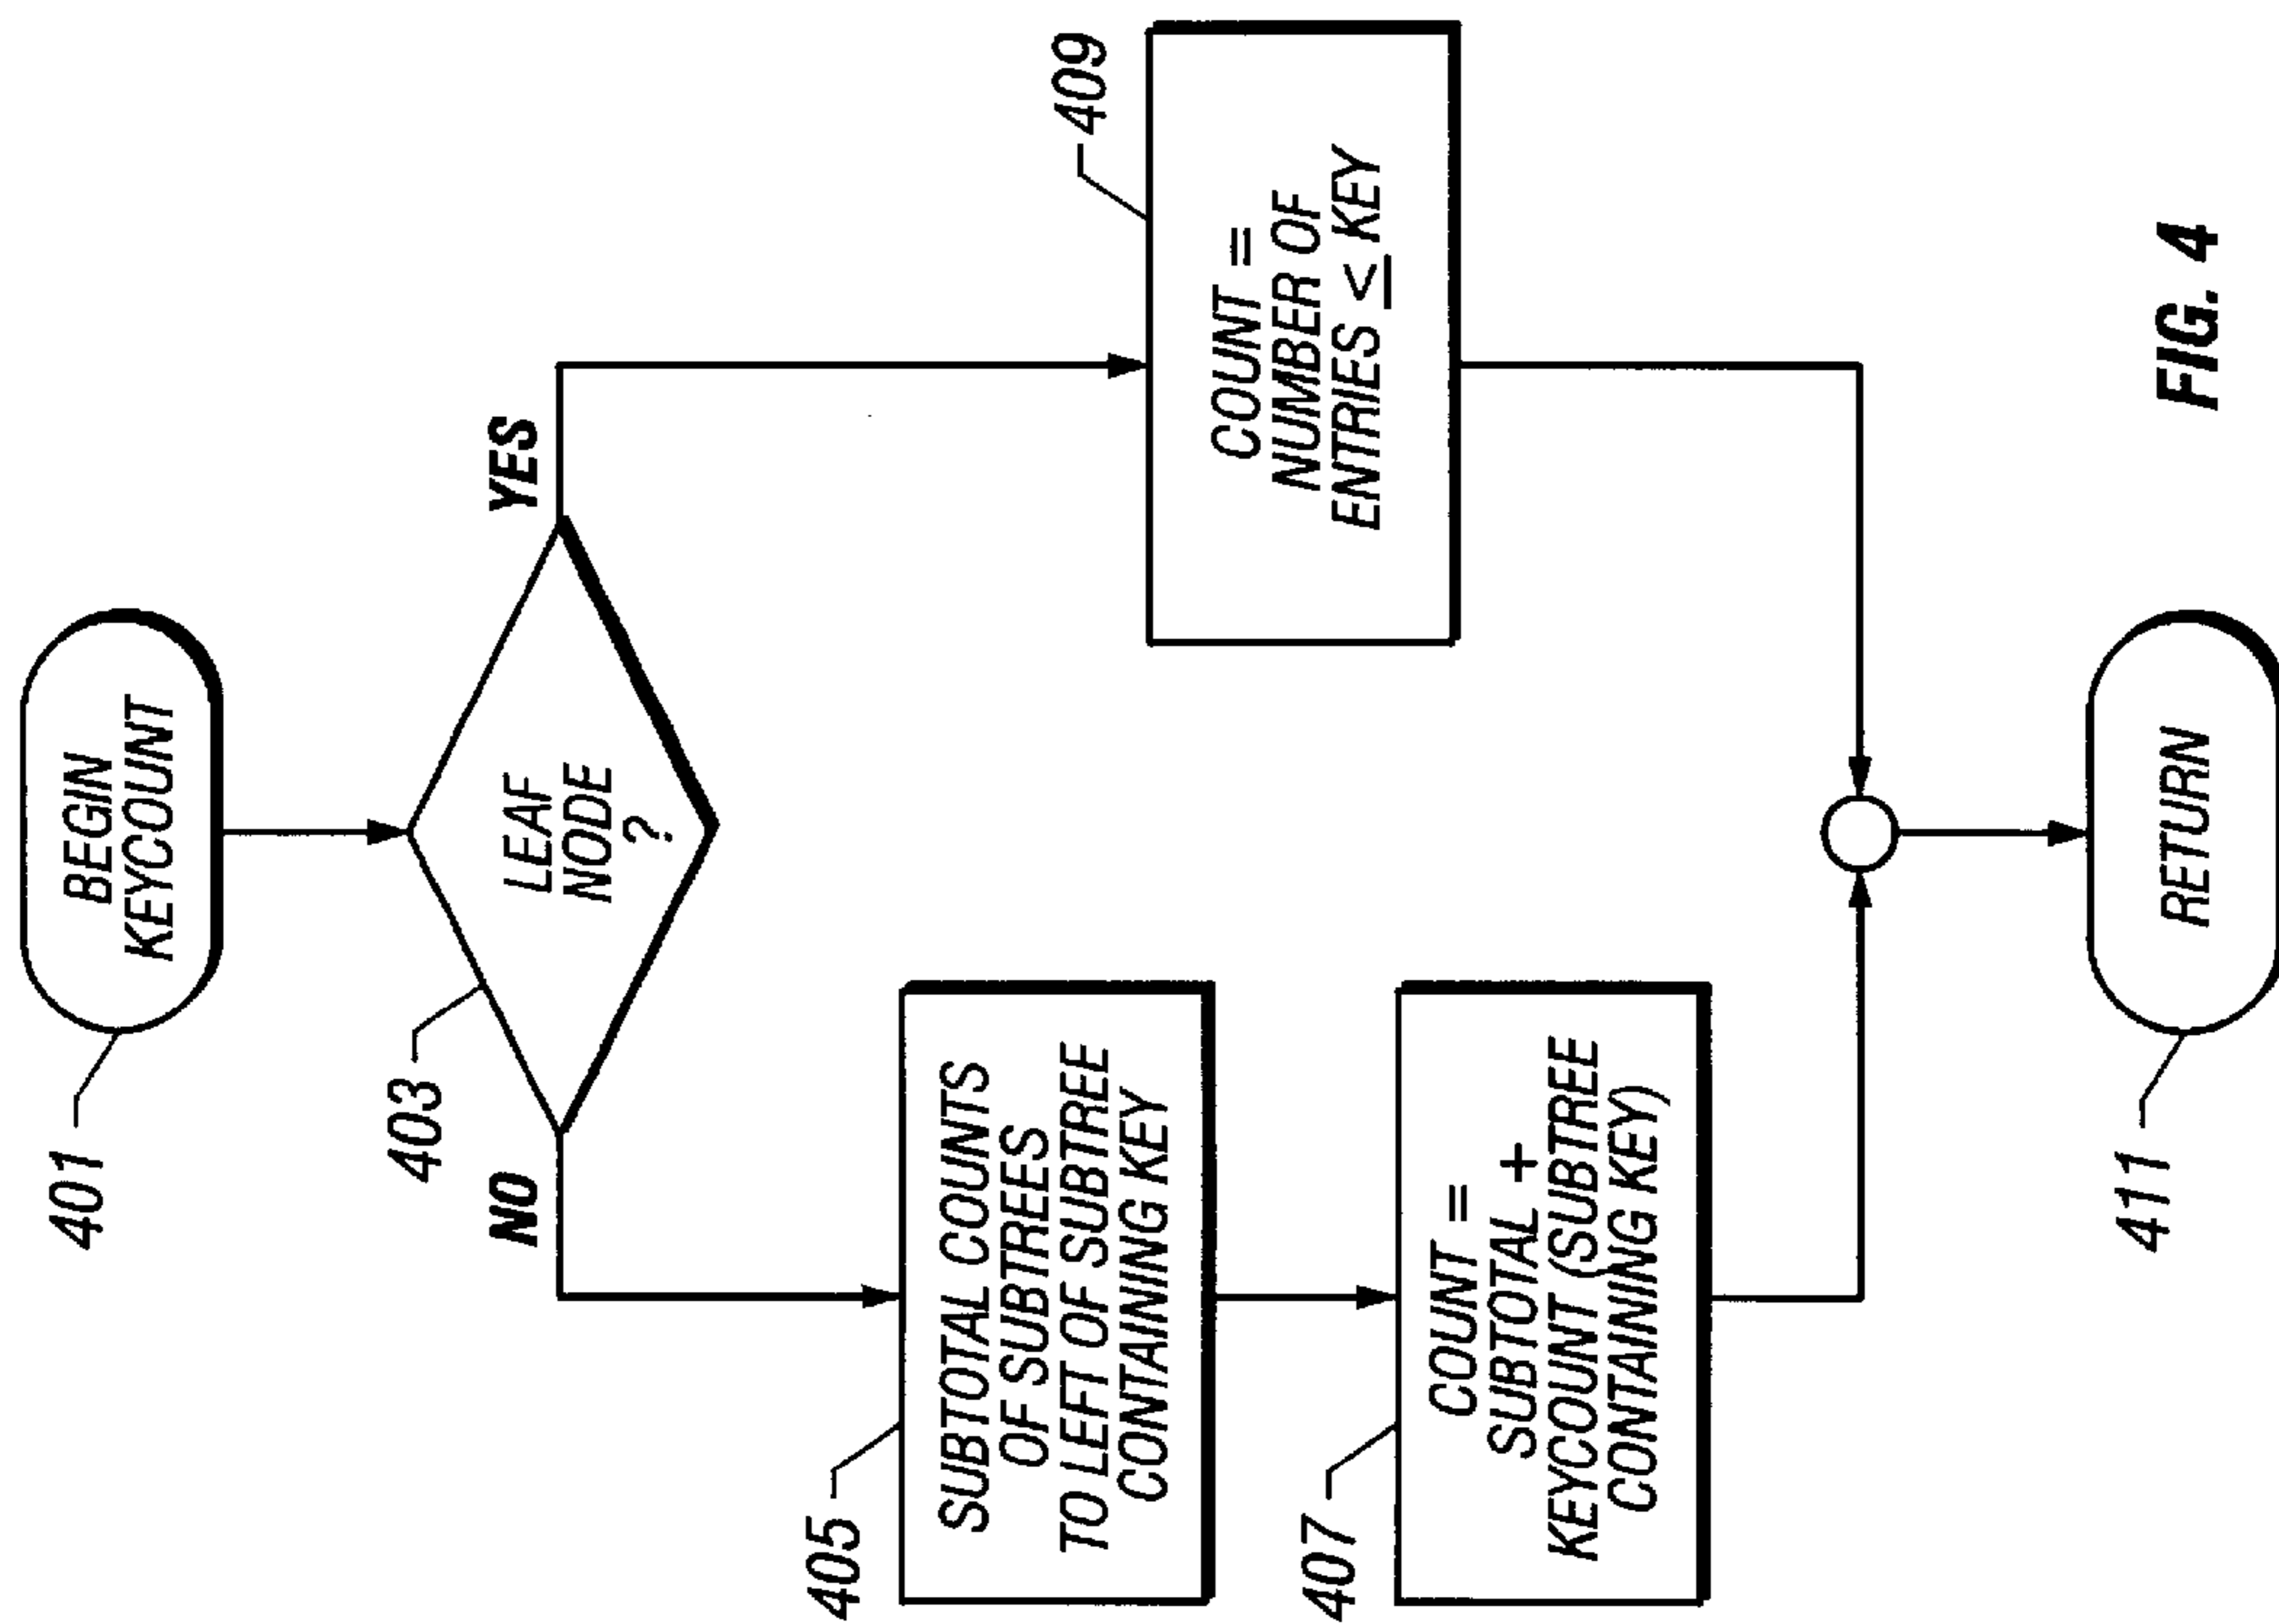 401
BEGIN
KEYCOUNT
403
LEAF
NODE
?
NO
YES
405
SUBTOTAL COUNTS
OF SUBTREES
TO LEFT OF SUBTREE
CONTAINING KEY
407
COUNT =
SUBTOTAL +
KEYCOUNT (SUBTREE
CONTAINING KEY)
409
COUNT =
NUMBER OF
ENTRIES ≤ KEY
411
RETURN
FIG. 4